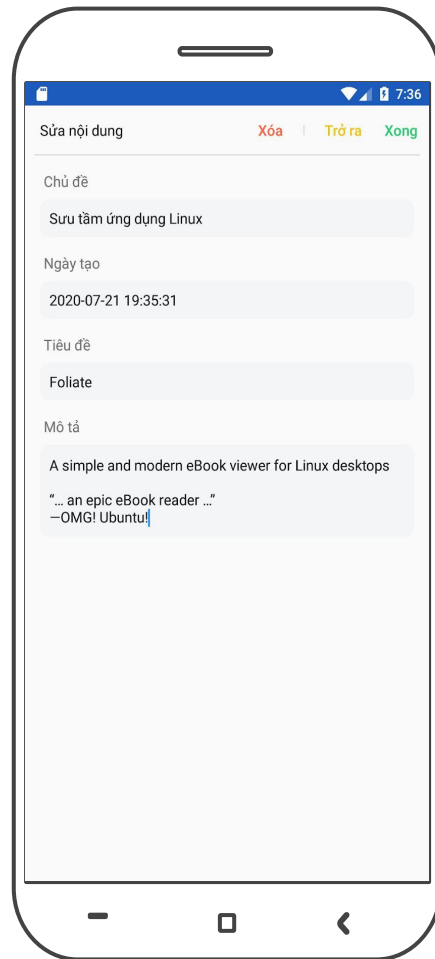 7:36
Sửa nội dung Xóa Trở ra Xong
Chủ đề
Sưu tầm ứng dụng Linux
Ngày tạo
2020-07-21 19:35:31
Tiêu đề
Foliate
Mô tả
A simple and modern eBook viewer for Linux desktops
“… an epic eBook reader …”
—OMG! Ubuntu!